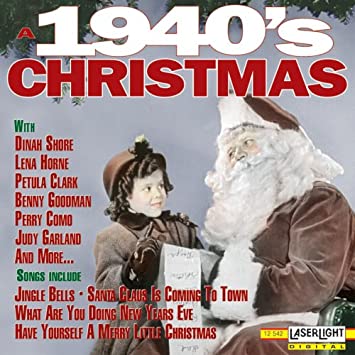 A 1940's
CHRISTMAS
WITH
DINAH SHORE
LENA HORNE
PETULA CLARK
BENNY GOODMAN
PERRY COMO
JUDY GARLAND
AND MORE...
SONGS INCLUDE
JINGLE BELLS • SANTA CLAUS IS COMING TO TOWN
WHAT ARE YOU DOING NEW YEARS EVE
HAVE YOURSELF A MERRY LITTLE CHRISTMAS
12 542
LASERLIGHT
DIGITAL